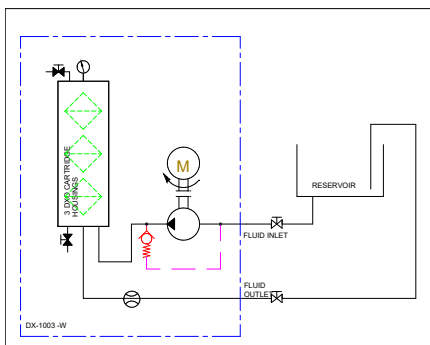 3 DXO CARTRIDGE
HOUSINGS
M
RESERVOIR
FLUID INLET
FLUID
OUTLET
DX-1003 -W